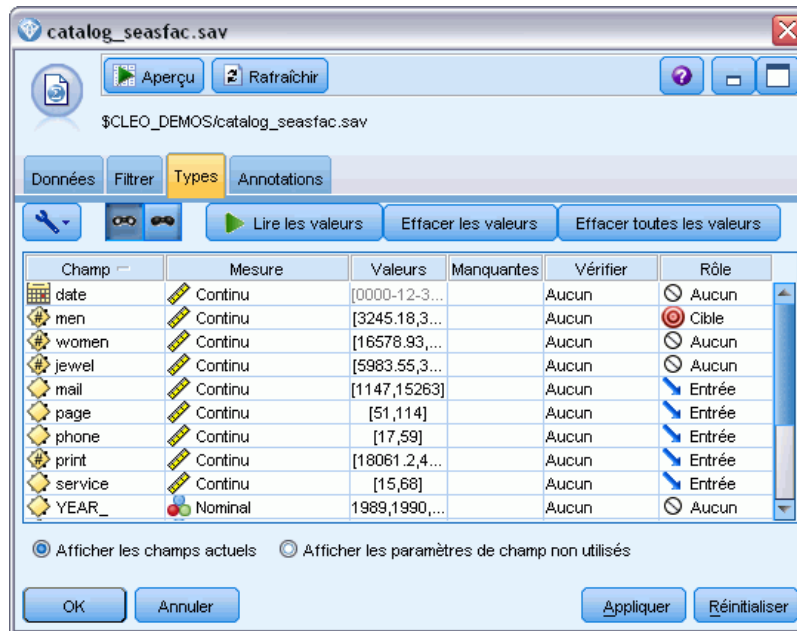 catalog_seasfac.sav
Aperçu Rafraîchir
$CLEO_DEMOS/catalog_seasfac.sav
Données Filtrer Types Annotations
Lire les valeurs Effacer les valeurs Effacer toutes les valeurs
Champ Mesure Valeurs Manquantes Vérifier Rôle
date Continu [0000-12-3... Aucun Aucun
men Continu [3245.18,3... Aucun Cible
women Continu [16578.93,... Aucun Aucun
jewel Continu [5983.55,3... Aucun Aucun
mail Continu [1147,15263] Aucun Entrée
page Continu [51,114] Aucun Entrée
phone Continu [17,59] Aucun Entrée
print Continu [18061.2,4... Aucun Entrée
service Continu [15,68] Aucun Entrée
YEAR_ Nominal 1989,1990,... Aucun Aucun
Afficher les champs actuels Afficher les paramètres de champ non utilisés
OK Annuler Appliquer Réinitialiser